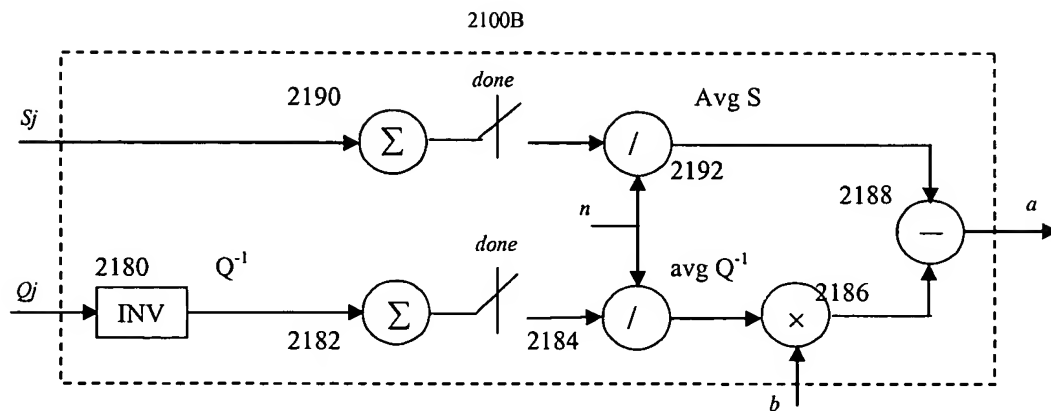 2100B
done
2190
Avg S
Sj
Σ
/
2192
2188
n
a
done
−
2180
Q⁻¹
avg Q⁻¹
2186
Qj
INV
Σ
/
×
2182
2184
b